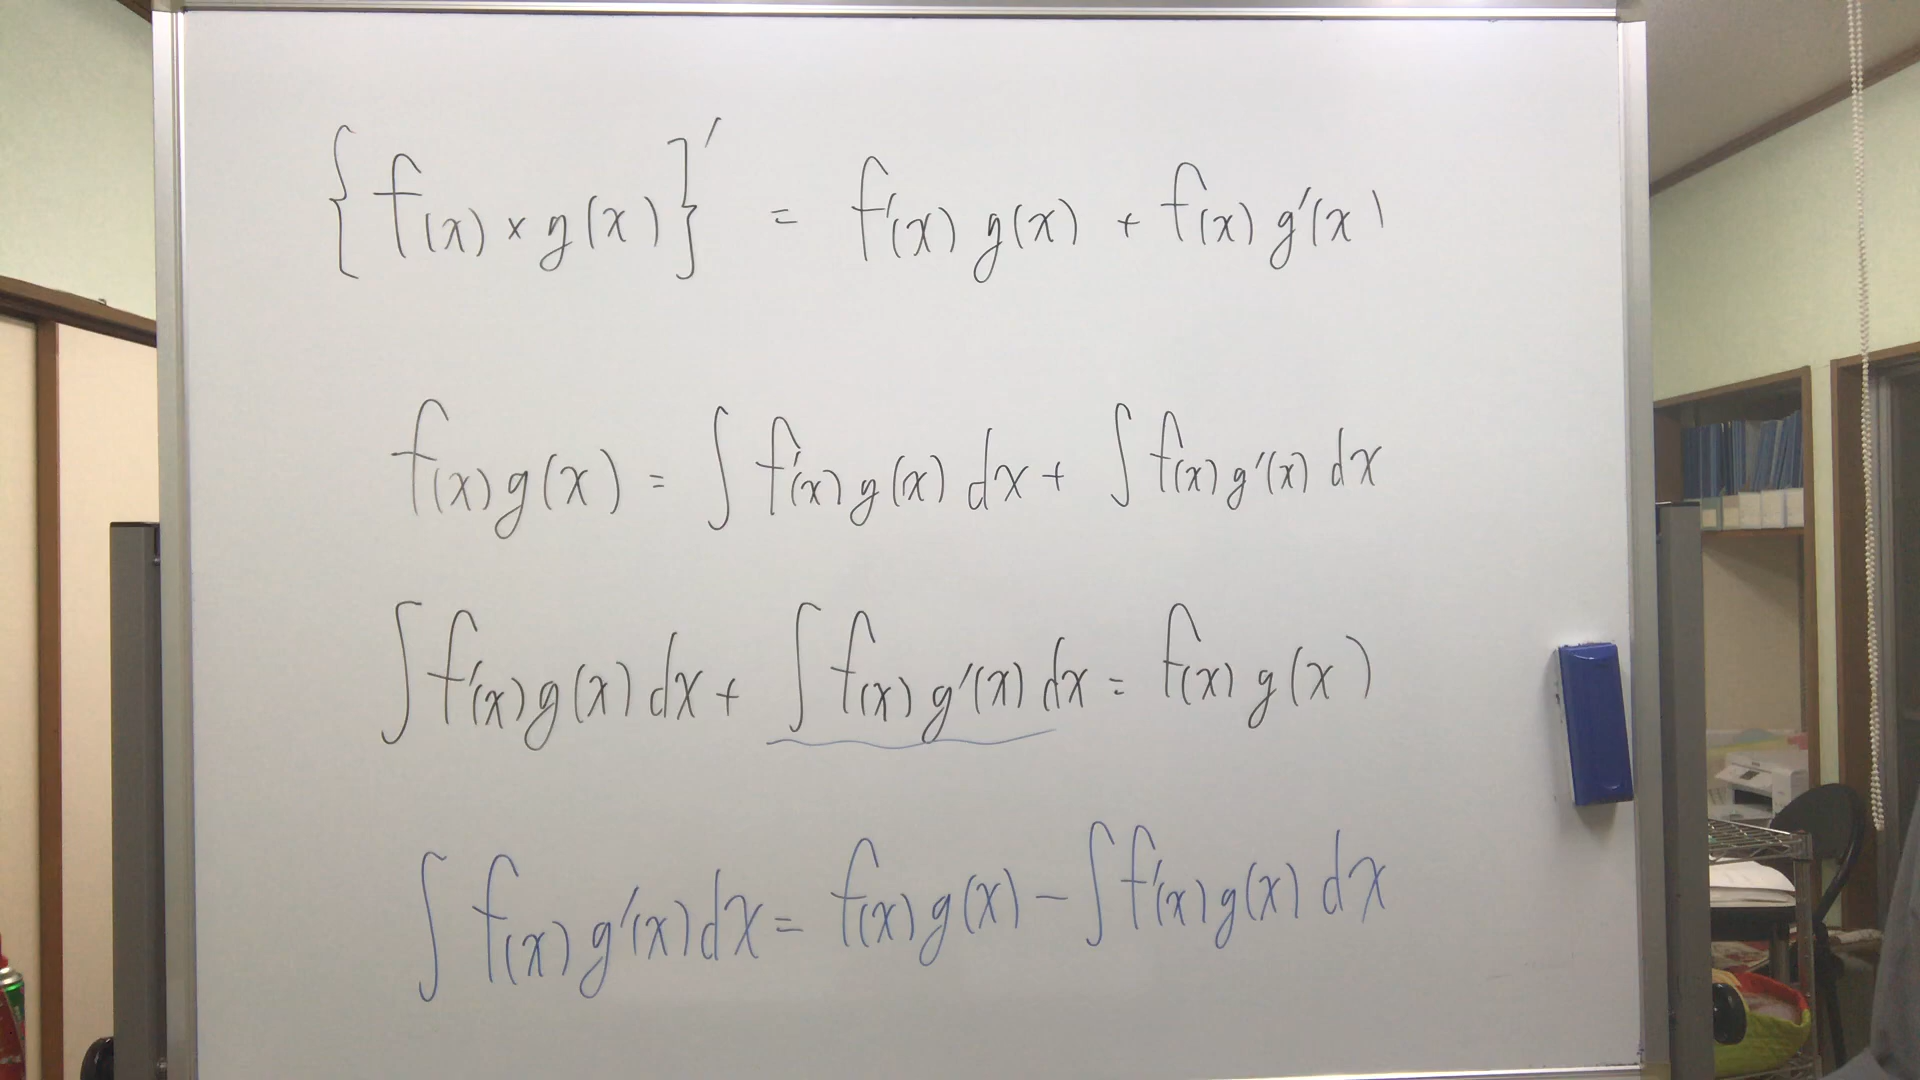 {f(x)×g(x)}' = f'(x)g(x) + f(x)g'(x)
f(x)g(x) = ∫f'(x)g(x)dx + ∫f(x)g'(x)dx
∫f'(x)g(x)dx + ∫f(x)g'(x)dx = f(x)g(x)
∫f(x)g'(x)dx = f(x)g(x) − ∫f'(x)g(x)dx